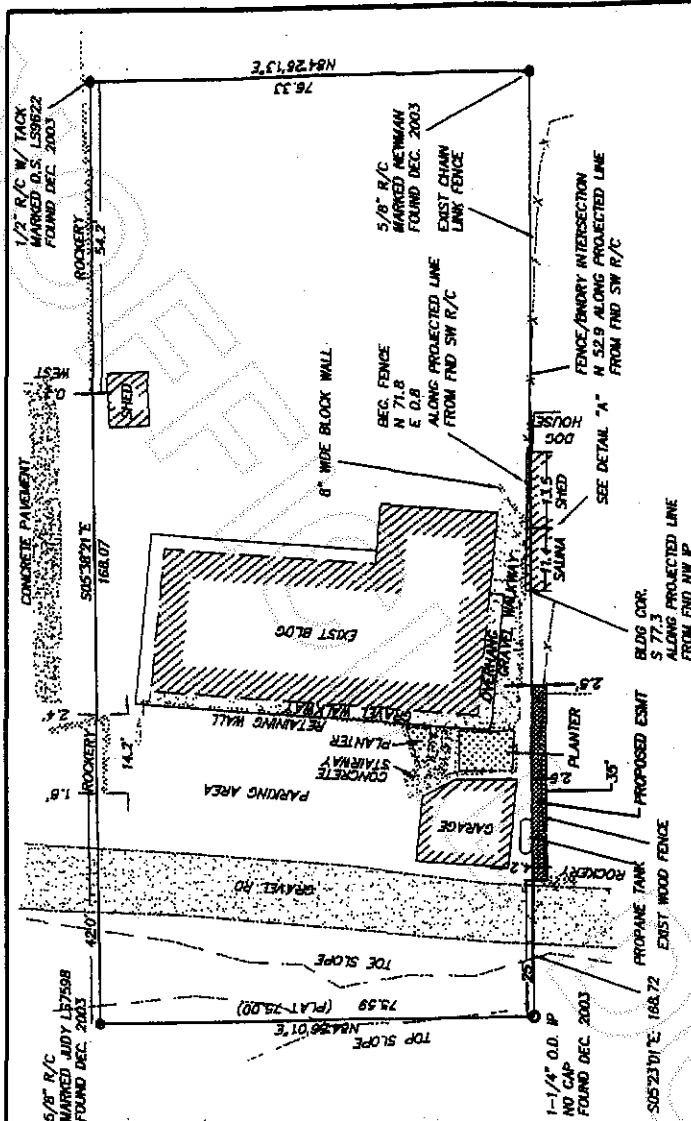 1/2" R/C W/ TACK
MARKED D.S. LS9622
FOUND DEC. 2003
N84°26'13"E
76.33
5/8" R/C
MARKED NEWMAN
FOUND DEC. 2003
EXIST CHAIN
LINK FENCE
ROCKERY
54.2'
FENCE/BNDRY INTERSECTION
N 52.9 ALONG PROJECTED LINE
FROM FND SW R/C
WEST
SHED
BEG. FENCE
N 71.8
E 0.8
ALONG PROJECTED LINE
FROM FND SW R/C
8" WIDE BLOCK WALL
DOG
HOUSE
SEE DETAIL "A"
CONCRETE PAVEMENT
S05°38'21"E
168.07
13.5
SHED
11.4
SAUNA
EXIST BLDG
OVERHANG
GRAVEL WALKWAY
BLDG COR.
S 77.3
ALONG PROJECTED LINE
FROM FND NW IP
2.4'
ROCKERY
14.2'
1.8'
GRAVEL WALKWAY
RETAINING WALL
PLANTER
CONCRETE
STAIRWAY
PARKING AREA
GARAGE
2.5'
PLANTER
2.6'
35'
PROPOSED ESMT
PROPANE TANK
EXIST WOOD FENCE
ROCKERY
GRAVEL RD
42.0'
TOE SLOPE
TOP SLOPE
25
5/8" R/C
MARKED JUDY LS7598
FOUND DEC. 2003
75.59
(PLAT 75.00)
1-1/4" O.D. IP
NO CAP
FOUND DEC. 2003
S05°23'01"E 168.72